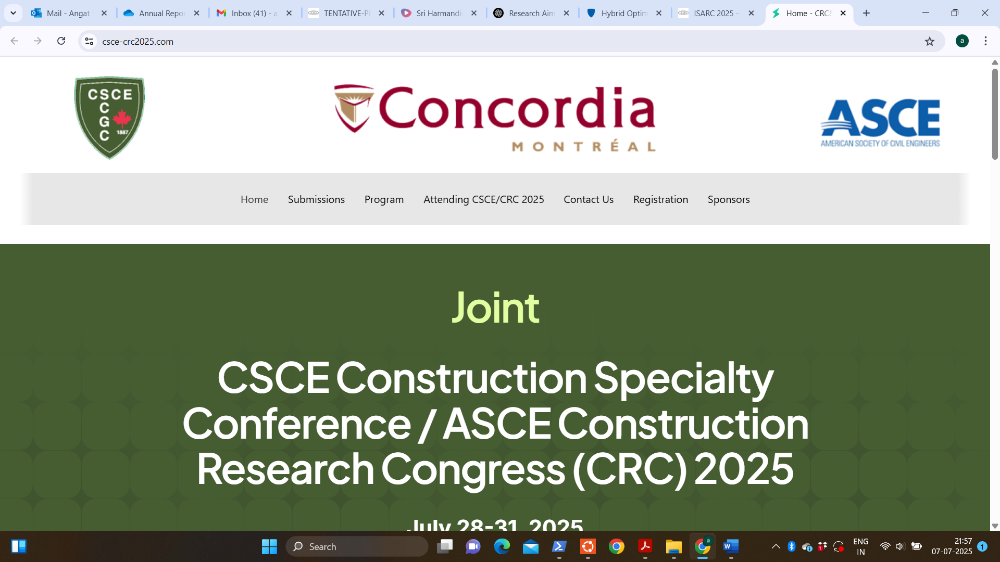 Mail - Angat
Annual Repor
Inbox (41) - a
TENTATIVE-P
Sri Harmandi
Research Aim
Hybrid Optim
ISARC 2025 –
Home - CRC&
csce-crc2025.com
a
CSCE
SCGC
1887
Concordia
MONTRÉAL
ASCE
AMERICAN SOCIETY OF CIVIL ENGINEERS
Home
Submissions
Program
Attending CSCE/CRC 2025
Contact Us
Registration
Sponsors
Joint
CSCE Construction Specialty
Conference / ASCE Construction
Research Congress (CRC) 2025
July 28-31, 2025
Search
a
1
ENG
IN
21:57
07-07-2025
1